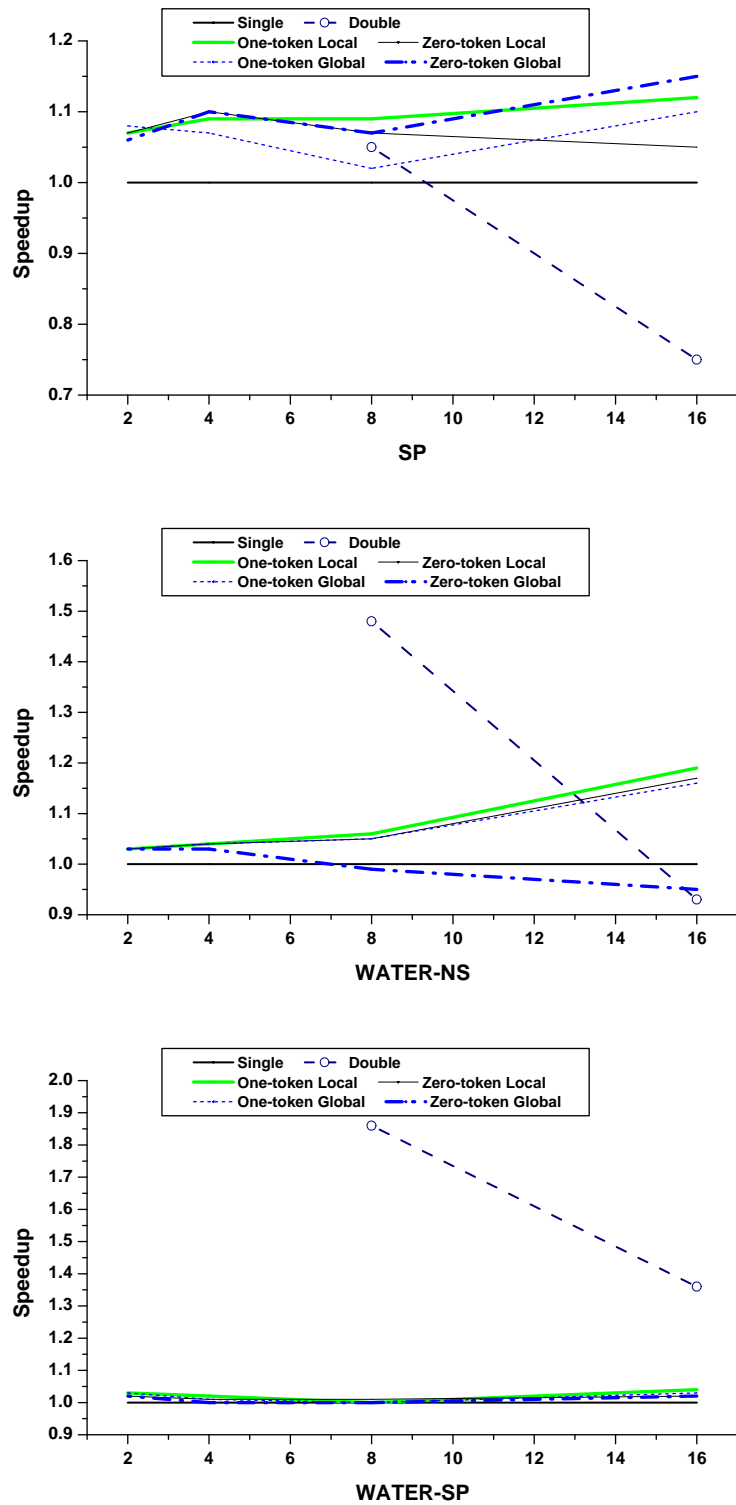 Single Double
One-token Local Zero-token Local
One-token Global Zero-token Global
1.2
1.1
1.0
0.9
0.8
0.7
Speedup
2 4 6 8 10 12 14 16
SP
Single Double
One-token Local Zero-token Local
One-token Global Zero-token Global
1.6
1.5
1.4
1.3
1.2
1.1
1.0
0.9
Speedup
2 4 6 8 10 12 14 16
WATER-NS
Single Double
One-token Local Zero-token Local
One-token Global Zero-token Global
2.0
1.9
1.8
1.7
1.6
1.5
1.4
1.3
1.2
1.1
1.0
0.9
Speedup
2 4 6 8 10 12 14 16
WATER-SP